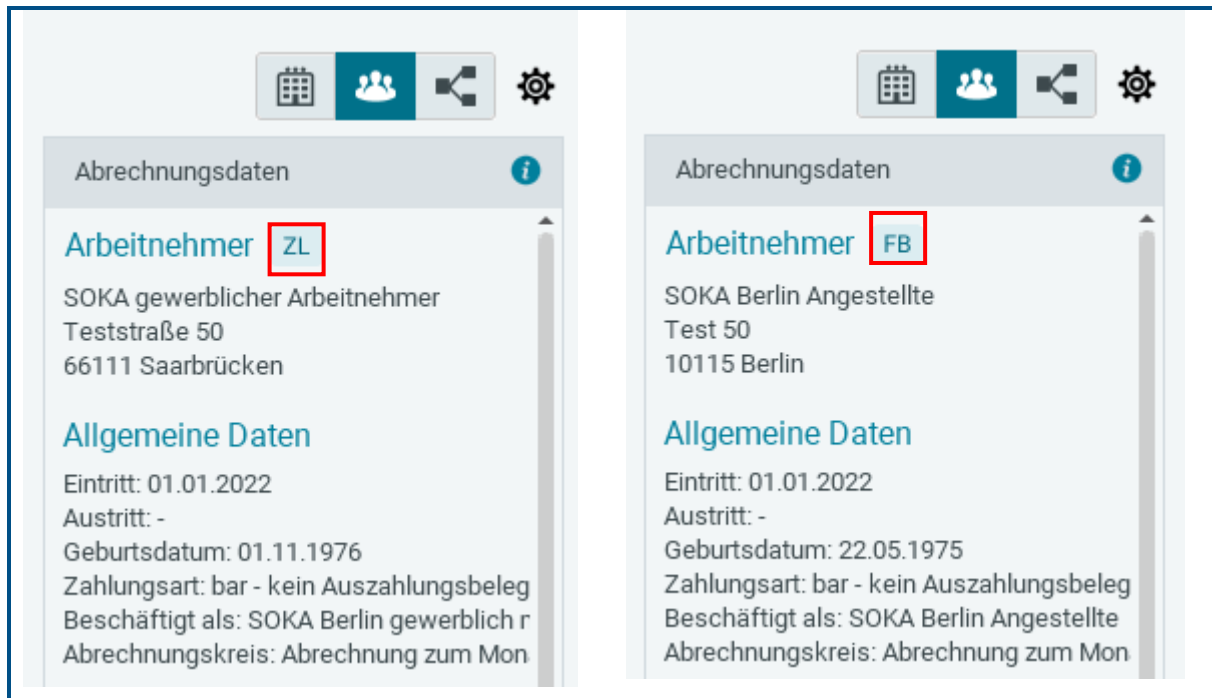 Abrechnungsdaten
Arbeitnehmer ZL
SOKA gewerblicher Arbeitnehmer
Teststraße 50
66111 Saarbrücken
Allgemeine Daten
Eintritt: 01.01.2022
Austritt: -
Geburtsdatum: 01.11.1976
Zahlungsart: bar - kein Auszahlungsbeleg
Beschäftigt als: SOKA Berlin gewerblich
Abrechnungskreis: Abrechnung zum Mon
Abrechnungsdaten
Arbeitnehmer FB
SOKA Berlin Angestellte
Test 50
10115 Berlin
Allgemeine Daten
Eintritt: 01.01.2022
Austritt: -
Geburtsdatum: 22.05.1975
Zahlungsart: bar - kein Auszahlungsbeleg
Beschäftigt als: SOKA Berlin Angestellte
Abrechnungskreis: Abrechnung zum Mon